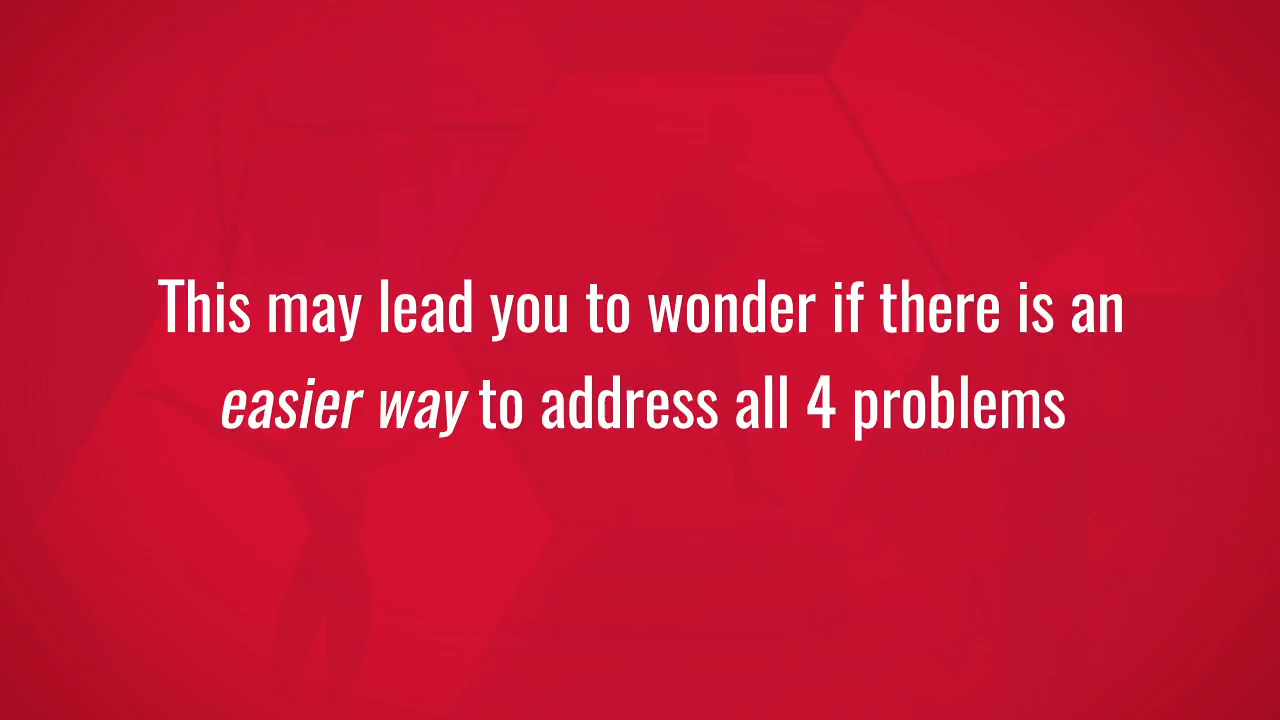 This may lead you to wonder if there is an
easier way to address all 4 problems